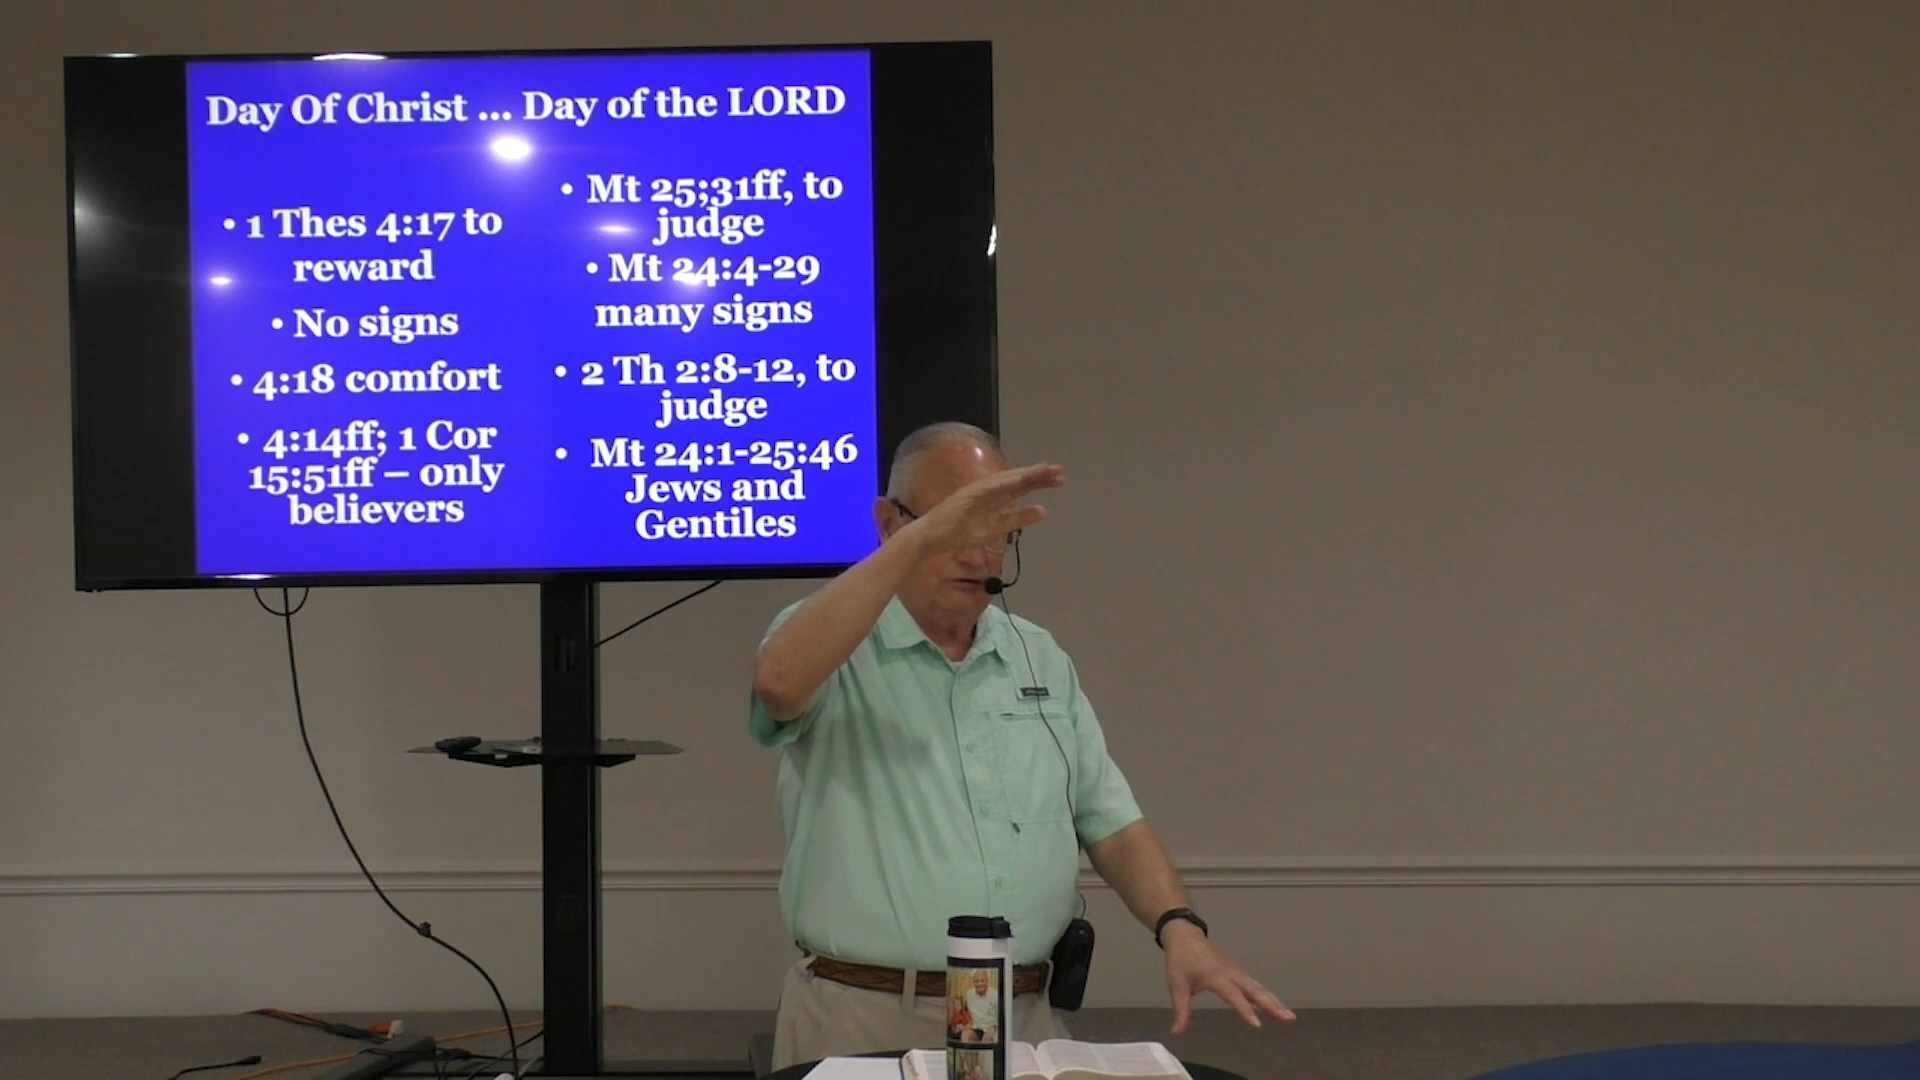 Day Of Christ ... Day of the LORD
• 1 Thes 4:17 to
reward
• No signs
• 4:18 comfort
• 4:14ff; 1 Cor
15:51ff – only
believers
• Mt 25;31ff, to
judge
• Mt 24:4-29
many signs
• 2 Th 2:8-12, to
judge
• Mt 24:1-25:46
Jews and
Gentiles